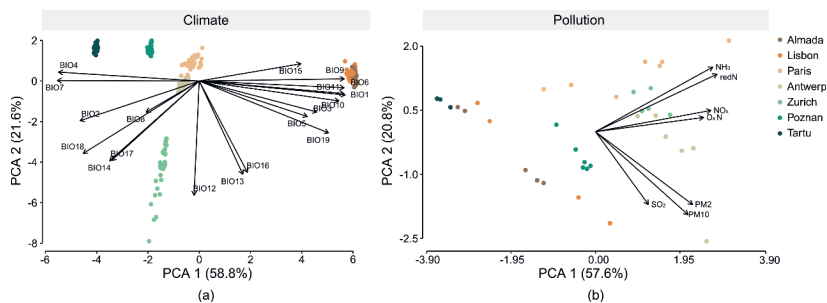 Climate
(a)
2
0
-2
-4
-6
-8
-6
-4
-2
0
2
4
6
PCA 2 (21.6%)
PCA 1 (58.8%)
BIO4
BIO7
BIO2
BIO8
BIO18
BIO17
BIO14
BIO12
BIO13
BIO16
BIO15
BIO9
BIO6
BIO11
BIO1
BIO10
BIO3
BIO5
BIO19
(a)
Pollution
(b)
2.0
0.5
-1.0
-2.5
-3.90
-1.95
0.00
1.95
3.90
PCA 2 (20.8%)
PCA 1 (57.6%)
NH₃
redN
NOₓ
OₓN
SO₂
PM2
PM10
(b)
Almada
Lisbon
Paris
Antwerp
Zurich
Poznan
Tartu